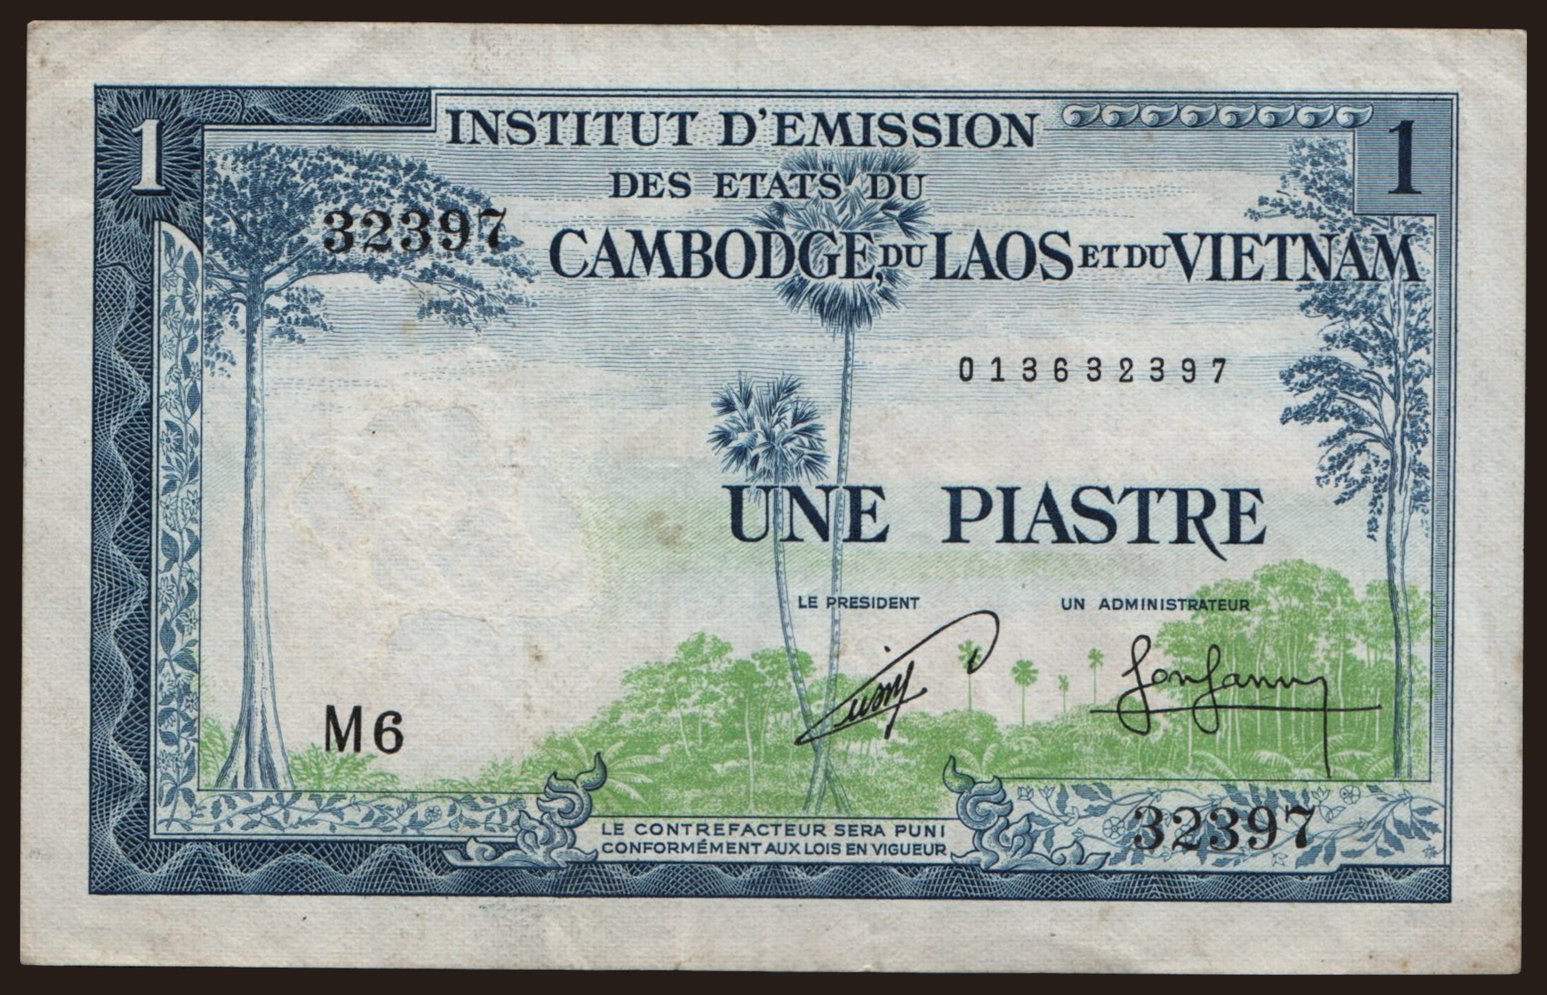 1
INSTITUT D'EMISSION
1
DES ETATS DU
32397
CAMBODGE, DU LAOS ET DU VIETNAM
013632397
UNE PIASTRE
LE PRESIDENT
UN ADMINISTRATEUR
M6
32397
LE CONTREFACTEUR SERA PUNI
CONFORMÉMENT AUX LOIS EN VIGUEUR